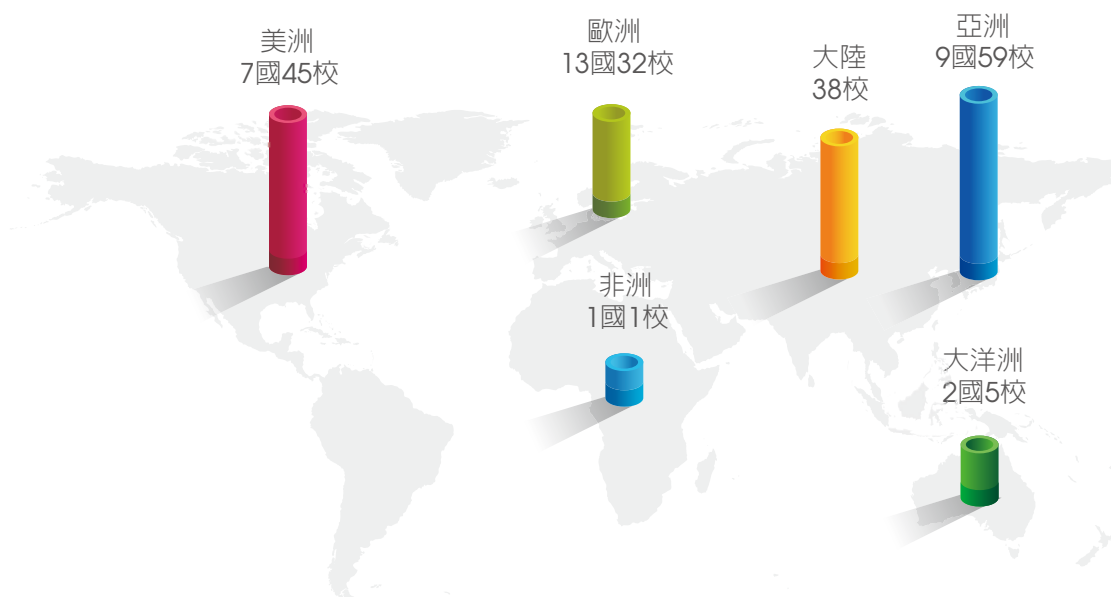 美洲
7國45校
歐洲
13國32校
大陸
38校
亞洲
9國59校
非洲
1國1校
大洋洲
2國5校